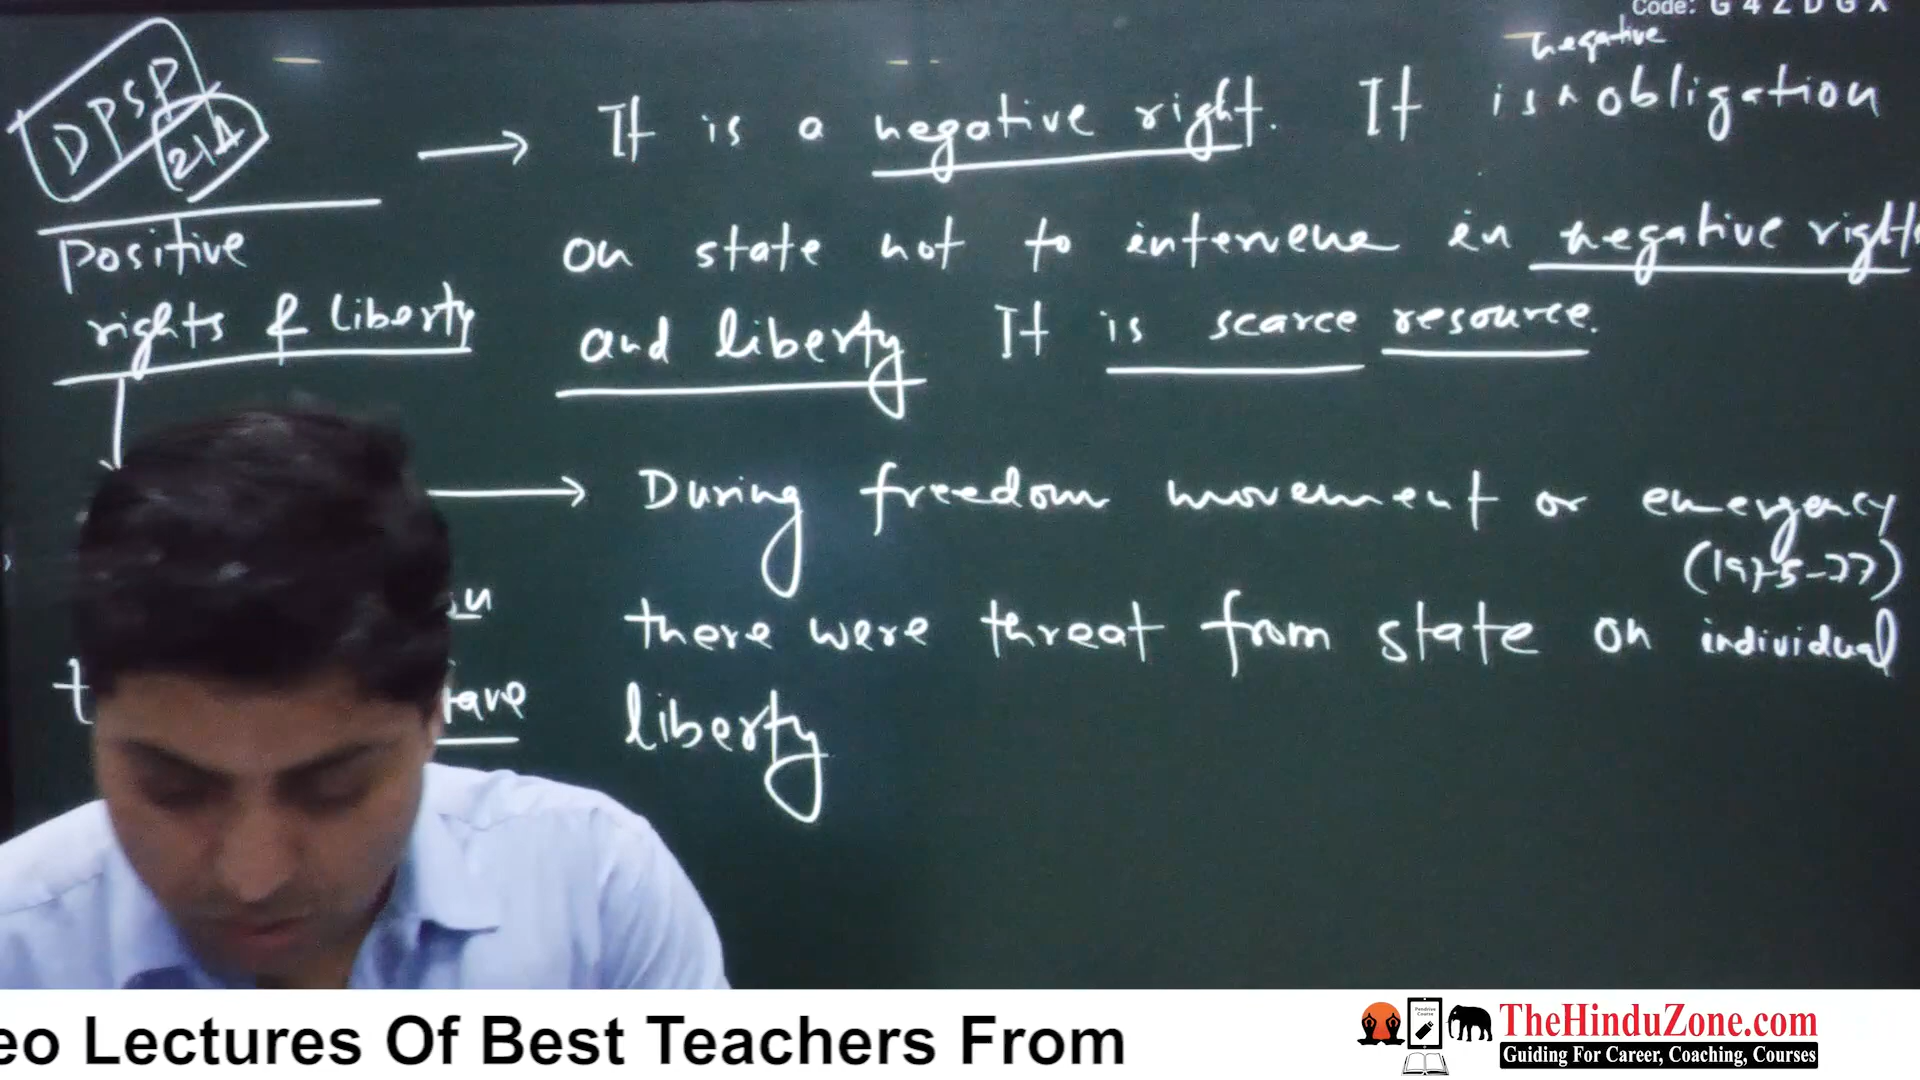 Code: G 4 Z D G X
DPSP
21A
negative
It is a negative right. It is ^ obligation
Positive
on state not to intervene in negative rights
rights & liberty
and liberty It is scarce resource.
During freedom movement or emergency
(1975-77)
there were threat from state on individual
liberty
eo Lectures Of Best Teachers From
TheHinduZone.com
Guiding For Career, Coaching, Courses